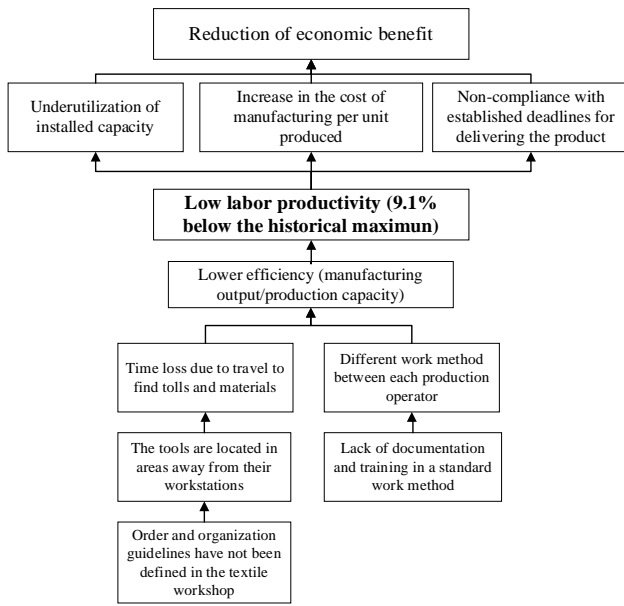 Reduction of economic benefit
Underutilization of
installed capacity
Increase in the cost of
manufacturing per unit
produced
Non-compliance with
established deadlines for
delivering the product
Low labor productivity (9.1%
below the historical maximun)
Lower efficiency (manufacturing
output/production capacity)
Time loss due to travel to
find tolls and materials
Different work method
between each production
operator
The tools are located in
areas away from their
workstations
Lack of documentation
and training in a standard
work method
Order and organization
guidelines have not been
defined in the textile
workshop